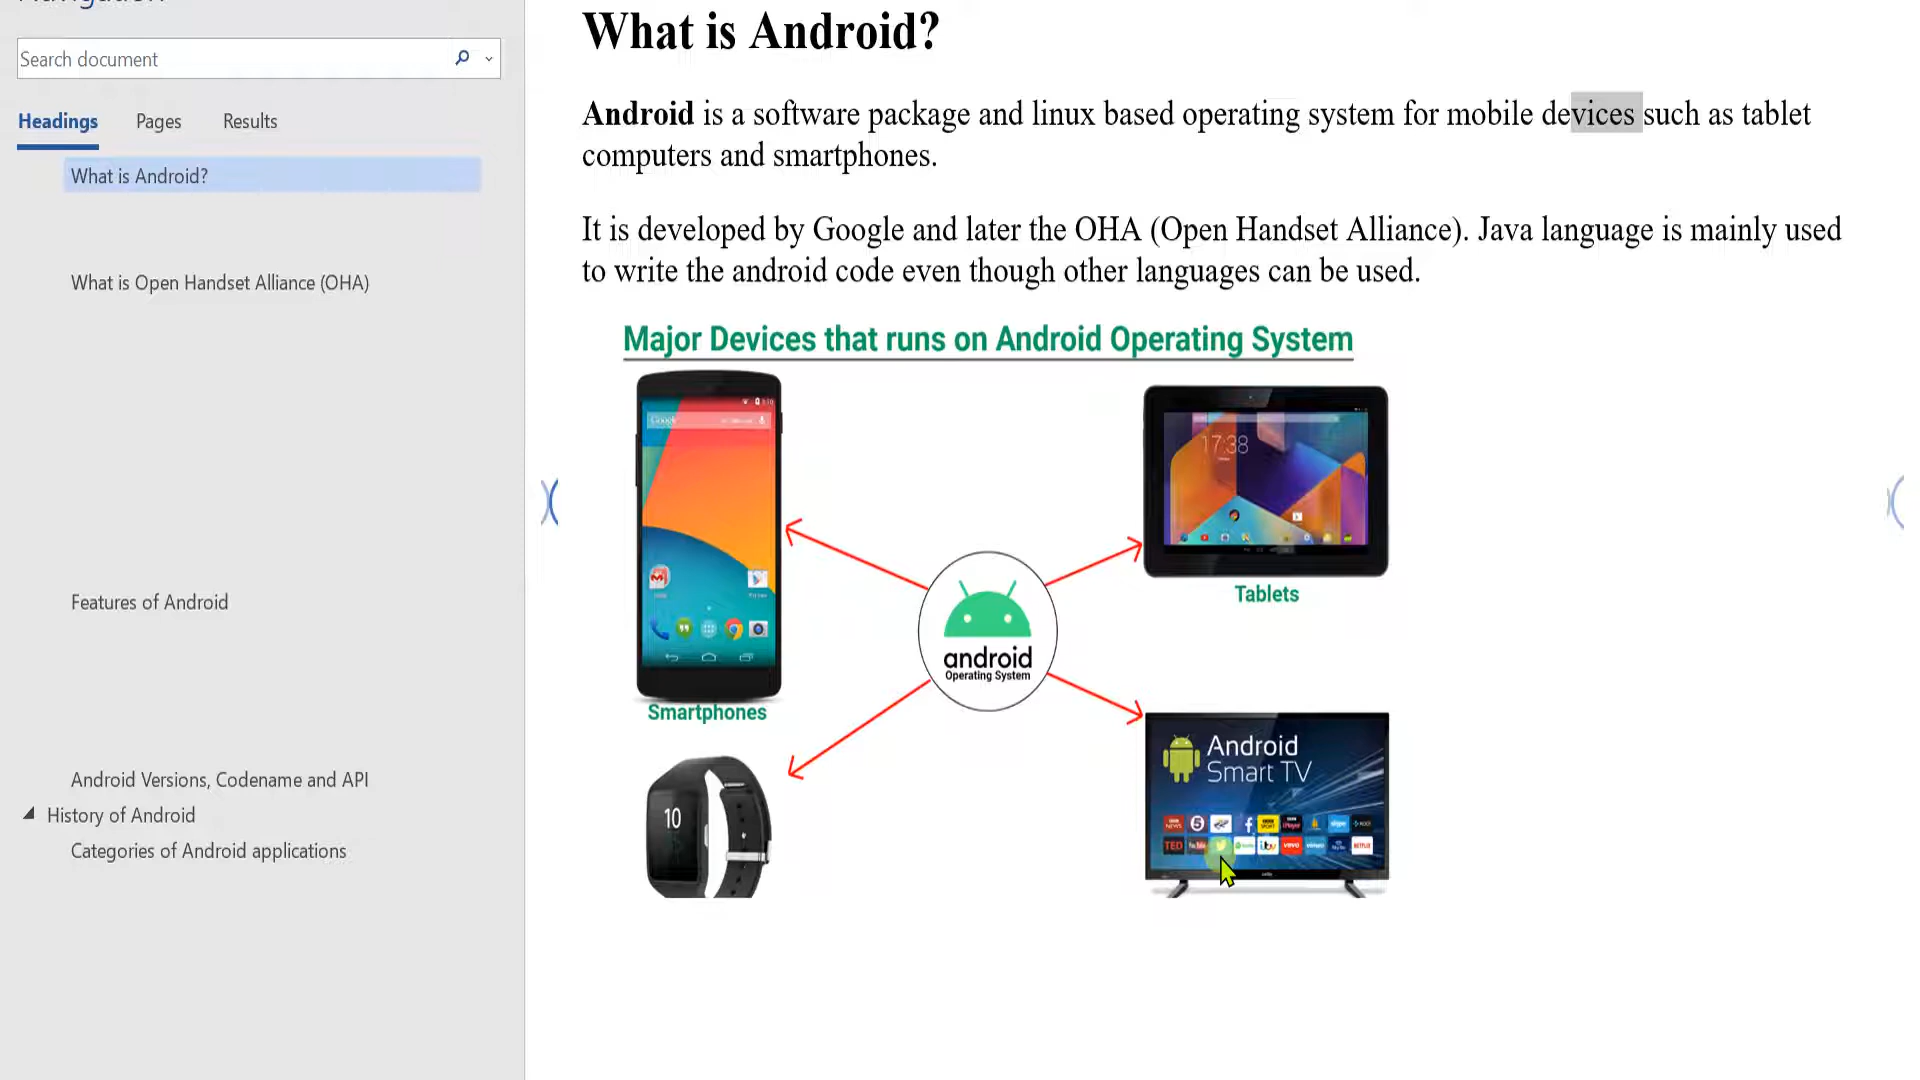 Search document
Headings Pages Results
What is Android?
What is Open Handset Alliance (OHA)
Features of Android
Android Versions, Codename and API
History of Android
Categories of Android applications
What is Android?
Android is a software package and linux based operating system for mobile devices such as tablet
computers and smartphones.
It is developed by Google and later the OHA (Open Handset Alliance). Java language is mainly used
to write the android code even though other languages can be used.
Major Devices that runs on Android Operating System
Google
17:38
Tablets
android
Operating System
Smartphones
10
Android
Smart TV
TED